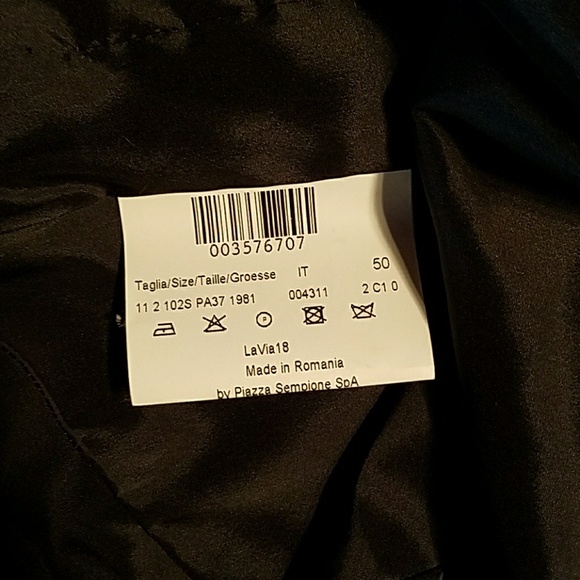 003576707
Taglia/Size/Taille/Groesse IT 50
11 2 102S PA37 1981 004311 2 C1 0
P
LaVia18
Made in Romania
by Piazza Sempione SpA